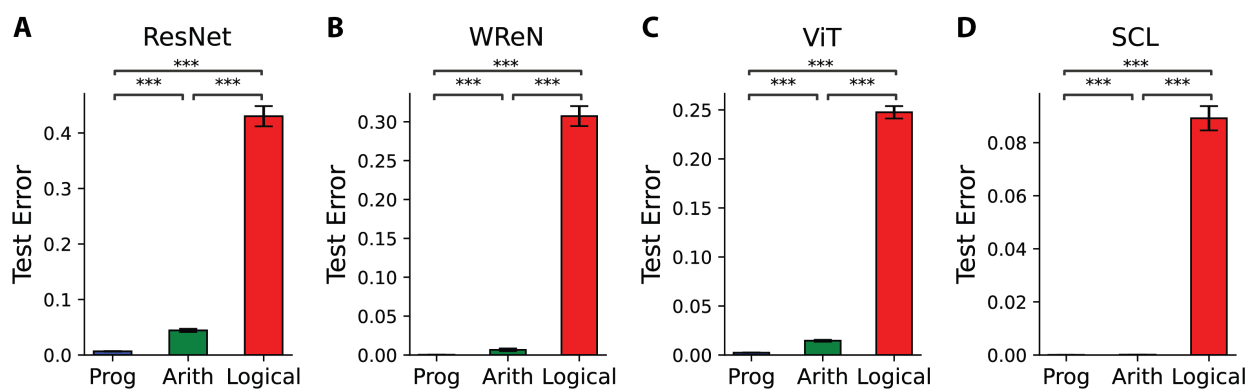 A
ResNet
***
*** ***
Test Error
0.4
0.3
0.2
0.1
0.0
Prog Arith Logical
B
WReN
***
*** ***
Test Error
0.30
0.25
0.20
0.15
0.10
0.05
0.00
Prog Arith Logical
C
ViT
***
*** ***
Test Error
0.25
0.20
0.15
0.10
0.05
0.00
Prog Arith Logical
D
SCL
***
*** ***
Test Error
0.08
0.06
0.04
0.02
0.00
Prog Arith Logical